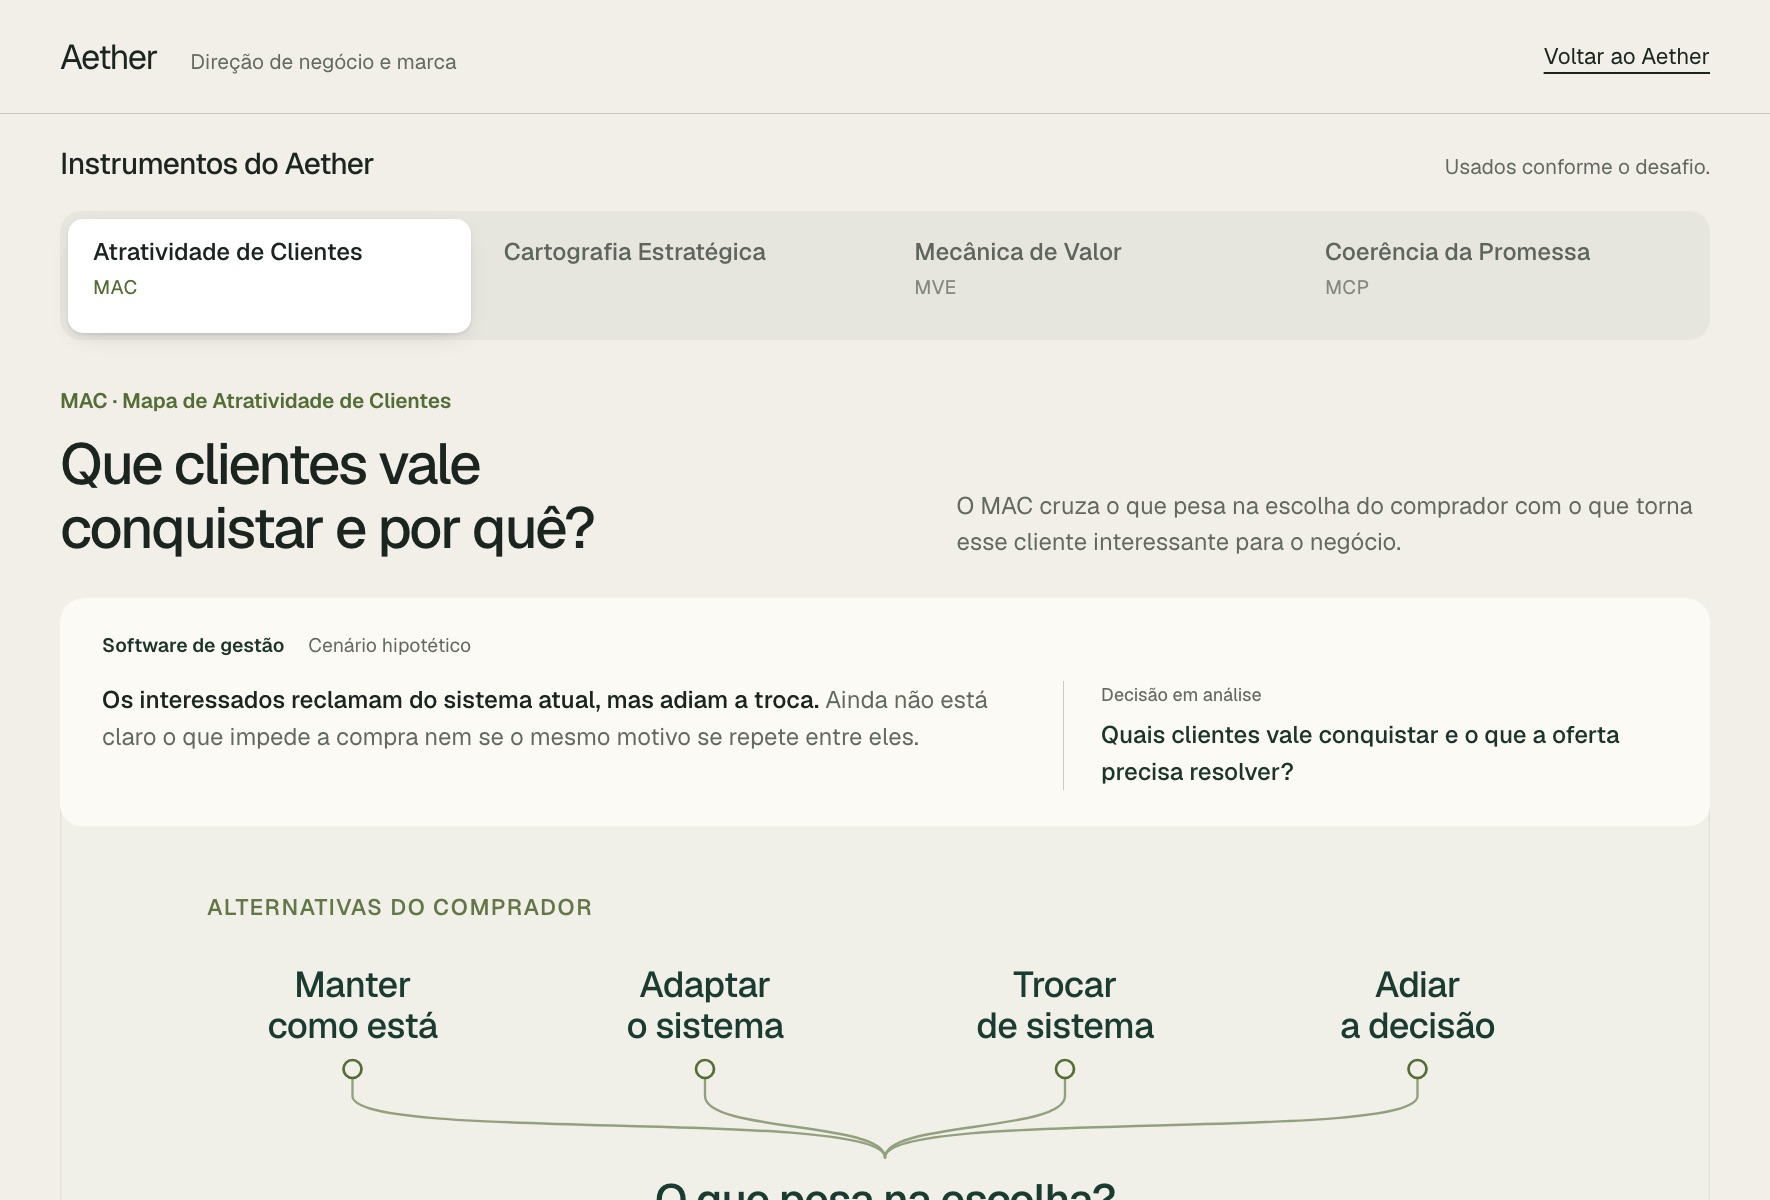 Aether
Direção de negócio e marca
Voltar ao Aether
Instrumentos do Aether
Usados conforme o desafio.
Atratividade de Clientes
MAC
Cartografia Estratégica
Mecânica de Valor
MVE
Coerência da Promessa
MCP
MAC · Mapa de Atratividade de Clientes
Que clientes vale
conquistar e por quê?
O MAC cruza o que pesa na escolha do comprador com o que torna
esse cliente interessante para o negócio.
Software de gestão
Cenário hipotético
Os interessados reclamam do sistema atual, mas adiam a troca. Ainda não está
claro o que impede a compra nem se o mesmo motivo se repete entre eles.
Decisão em análise
Quais clientes vale conquistar e o que a oferta
precisa resolver?
ALTERNATIVAS DO COMPRADOR
Manter
como está
Adaptar
o sistema
Trocar
de sistema
Adiar
a decisão
O que pesa na escolha?